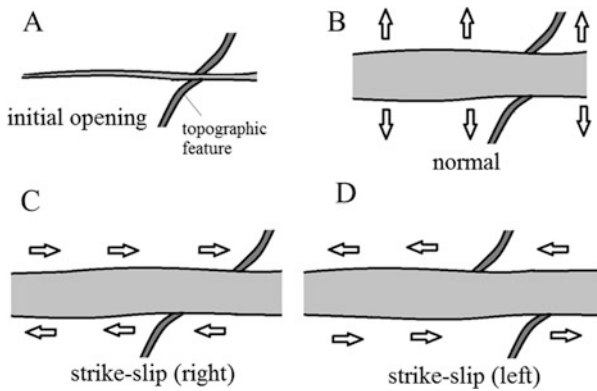 A
initial opening
topographic
feature
B
normal
C
strike-slip (right)
D
strike-slip (left)